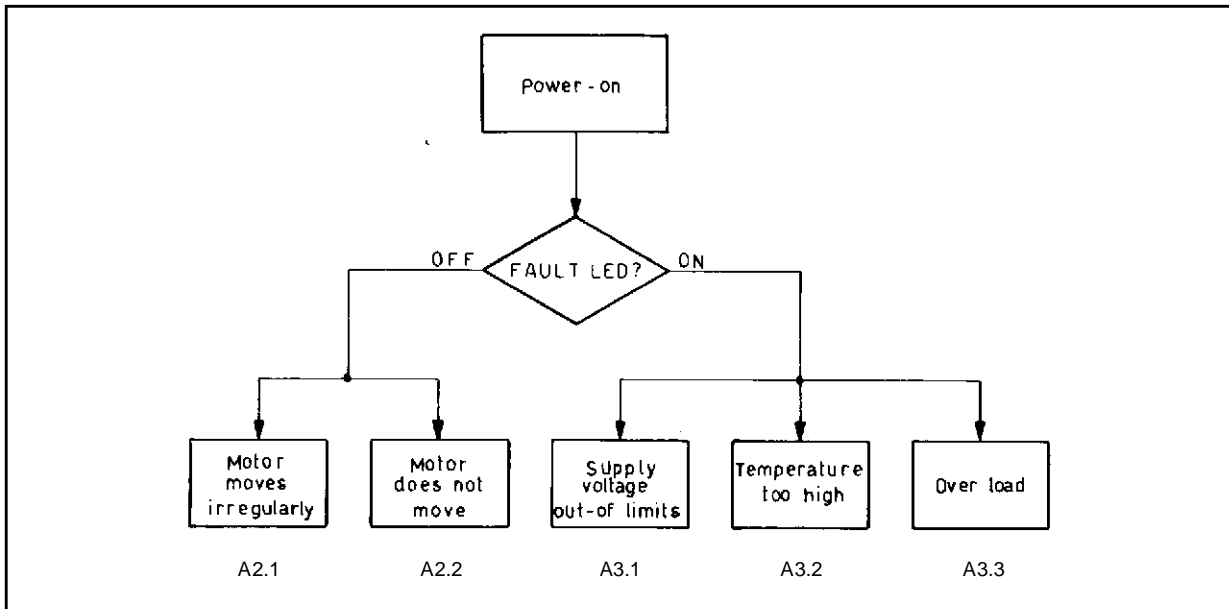 Power-on
OFF
FAULT LED?
ON
Motor
moves
irregularly
Motor
does not
move
Supply
voltage
out-of limits
Temperature
too high
Over load
A2.1
A2.2
A3.1
A3.2
A3.3